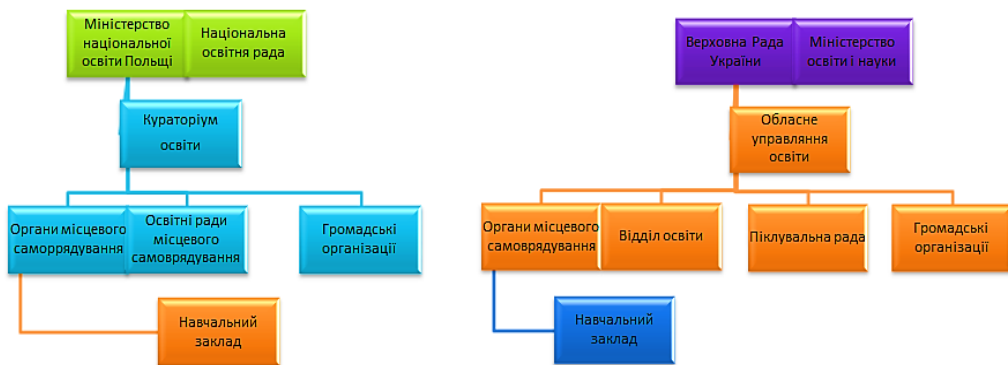 Міністерство
національної
освіти Польщі
Національна
освітня рада
Кураторіум
освіти
Органи місцевого
саморрядування
Освітні ради
місцевого
самоврядування
Громадські
організації
Навчальний
заклад
Верховна Рада
України
Міністерство
освіти і науки
Обласне
управляння
освіти
Органи місцевого
самоврядування
Відділ освіти
Піклувальна рада
Громадські
організації
Навчальний
заклад